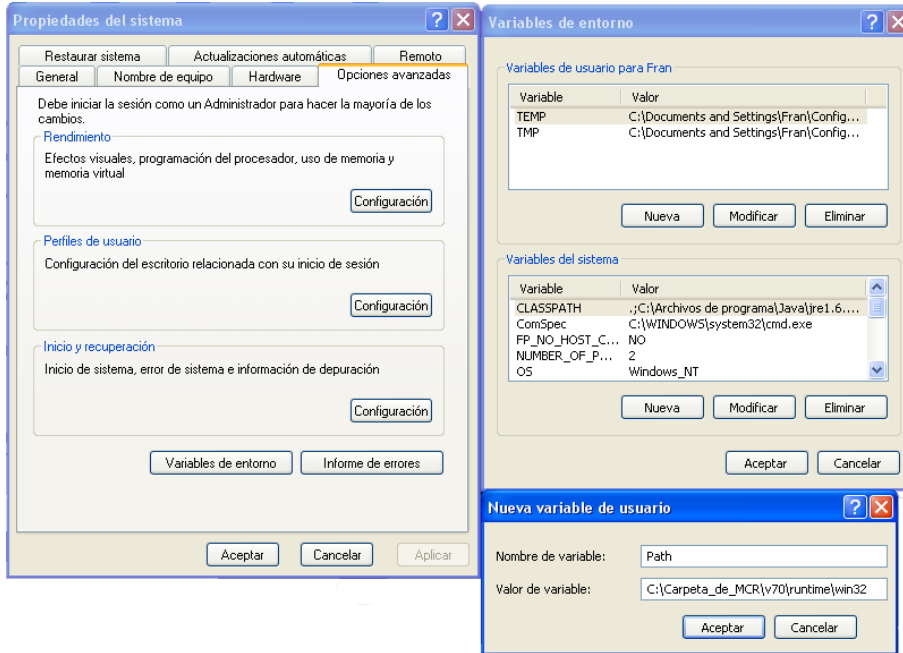 Propiedades del sistema
Restaurar sistema Actualizaciones automáticas Remoto
General Nombre de equipo Hardware Opciones avanzadas
Debe iniciar la sesión como un Administrador para hacer la mayoría de los
cambios.
Rendimiento
Efectos visuales, programación del procesador, uso de memoria y
memoria virtual
Configuración
Perfiles de usuario
Configuración del escritorio relacionada con su inicio de sesión
Configuración
Inicio y recuperación
Inicio de sistema, error de sistema e información de depuración
Configuración
Variables de entorno Informe de errores
Aceptar Cancelar Aplicar
Variables de entorno
Variables de usuario para Fran
Variable Valor
TEMP C:\Documents and Settings\Fran\Config...
TMP C:\Documents and Settings\Fran\Config...
Nueva Modificar Eliminar
Variables del sistema
Variable Valor
CLASSPATH .;C:\Archivos de programa\Java\jre1.6....
ComSpec C:\WINDOWS\system32\cmd.exe
FP_NO_HOST_C... NO
NUMBER_OF_P... 2
OS Windows_NT
Nueva Modificar Eliminar
Aceptar Cancelar
Nueva variable de usuario
Nombre de variable: Path
Valor de variable: C:\Carpeta_de_MCR\v70\runtime\win32
Aceptar Cancelar